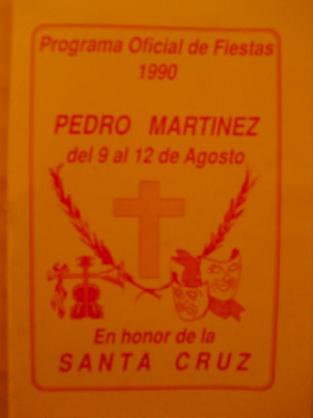 Programa Oficial de Fiestas
1990
PEDRO MARTINEZ
del 9 al 12 de Agosto
En honor de la
SANTA CRUZ